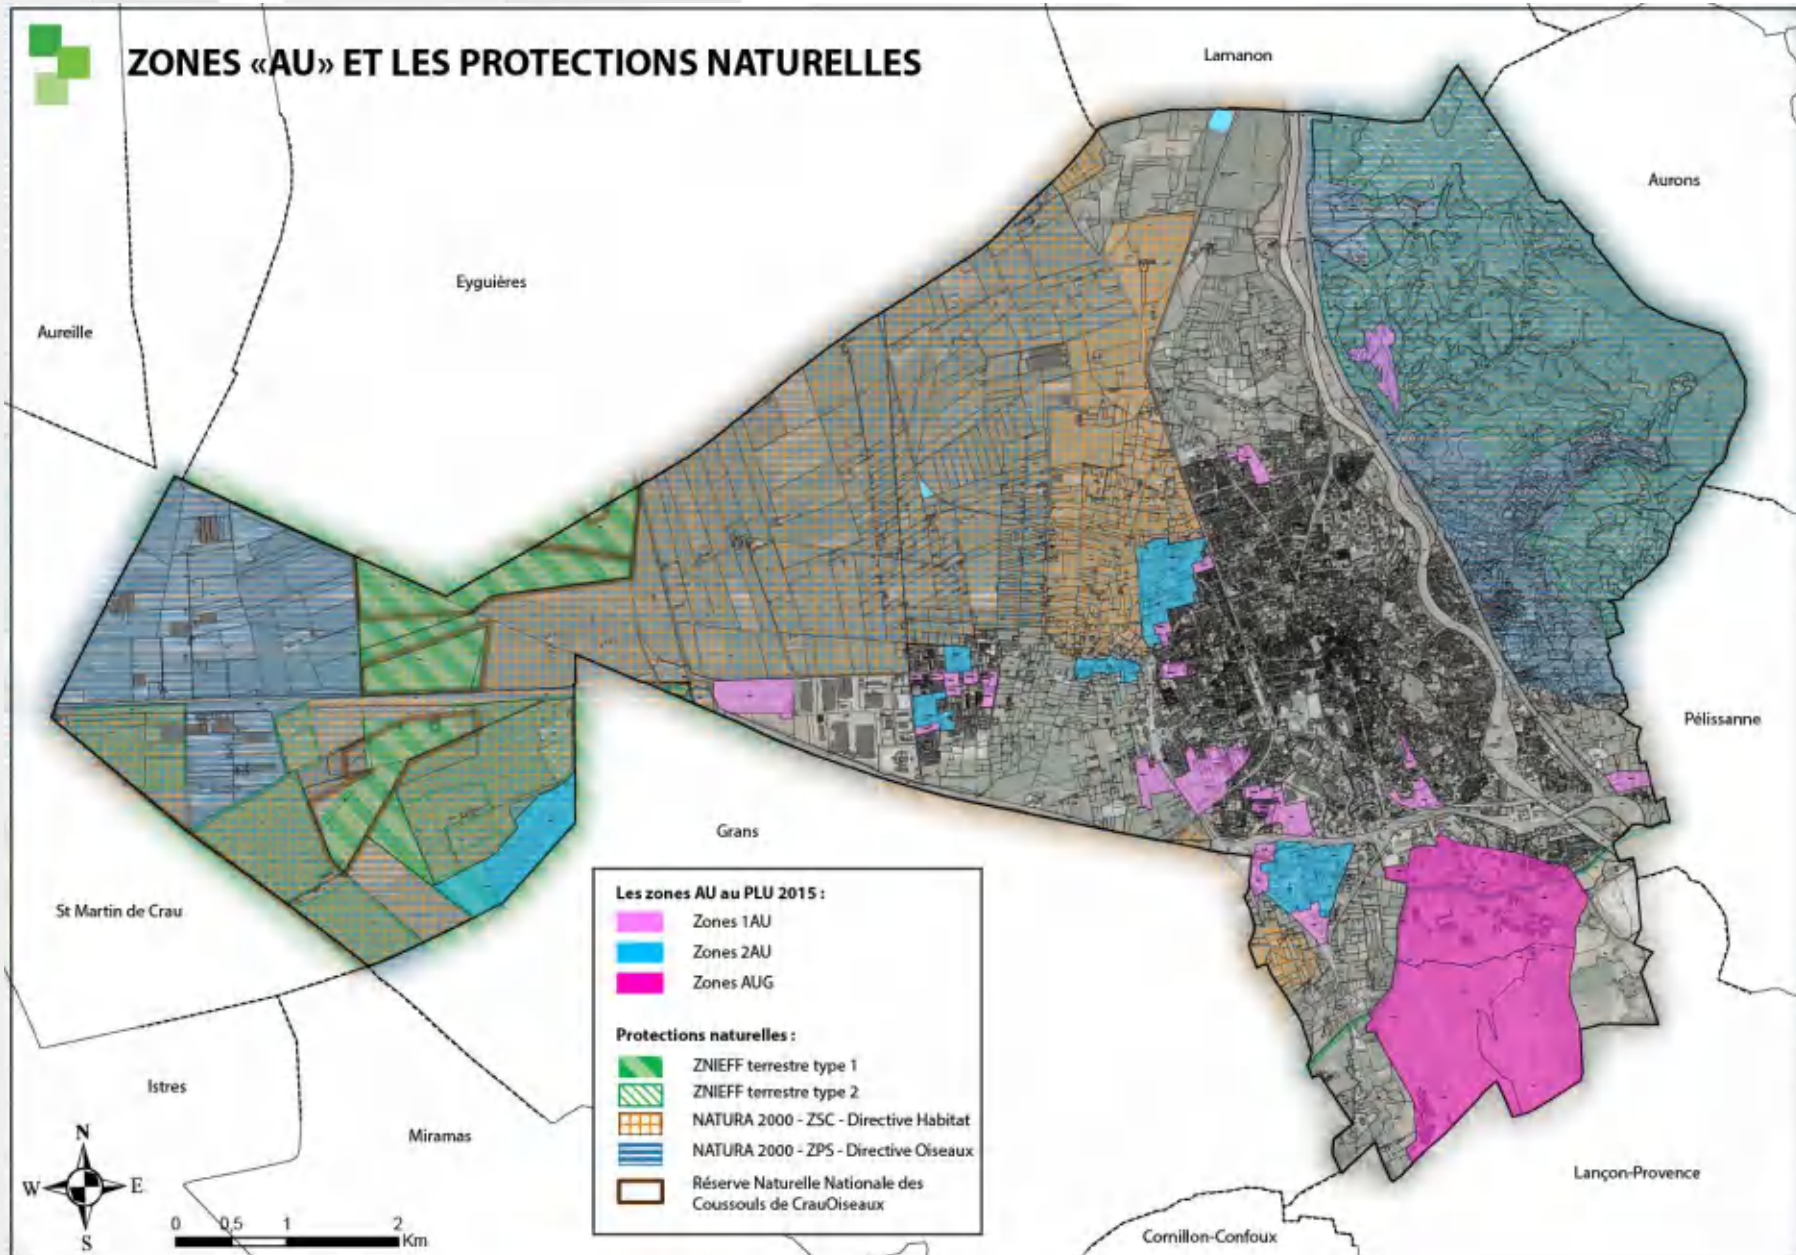 ZONES «AU» ET LES PROTECTIONS NATURELLES
Lamanon
Aurons
Eyguières
Aureille
Pélissanne
Grans
St Martin de Crau
Istres
Miramas
Lançon-Provence
Cornillon-Confoux
Les zones AU au PLU 2015 :
Zones 1AU
Zones 2AU
Zones AUG
Protections naturelles :
ZNIEFF terrestre type 1
ZNIEFF terrestre type 2
NATURA 2000 - ZSC - Directive Habitat
NATURA 2000 - ZPS - Directive Oiseaux
Réserve Naturelle Nationale des
Coussouls de CrauOiseaux
N
W E
S
0 0,5 1 2
Km